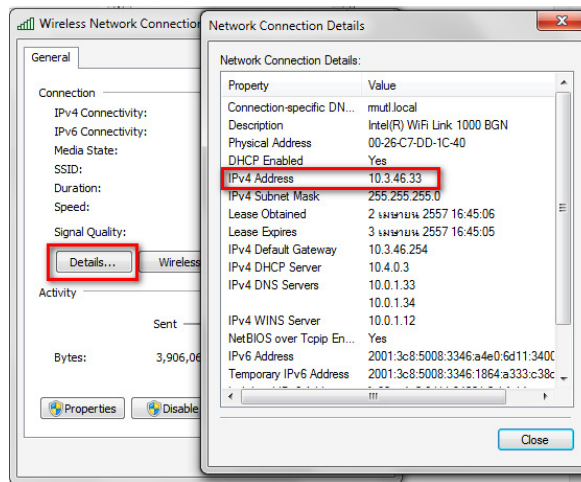 Wireless Network Connection
General
Connection
IPv4 Connectivity:
IPv6 Connectivity:
Media State:
SSID:
Duration:
Speed:
Signal Quality:
Details... Wireless
Activity
Sent
Bytes: 3,906,06
Properties Disable
Network Connection Details
Network Connection Details:
Property Value
Connection-specific DN... rmutl.local
Description Intel(R) WiFi Link 1000 BGN
Physical Address 00-26-C7-DD-1C-40
DHCP Enabled Yes
IPv4 Address 10.3.46.33
IPv4 Subnet Mask 255.255.255.0
Lease Obtained 2 เมษายน 2557 16:45:06
Lease Expires 3 เมษายน 2557 16:45:05
IPv4 Default Gateway 10.3.46.254
IPv4 DHCP Server 10.4.0.3
IPv4 DNS Servers 10.0.1.33
10.0.1.34
IPv4 WINS Server 10.0.1.12
NetBIOS over Tcpip En... Yes
IPv6 Address 2001:3c8:5008:3346:a4e0:6d11:3400
Temporary IPv6 Address 2001:3c8:5008:3346:1864:a333:c38c
Close